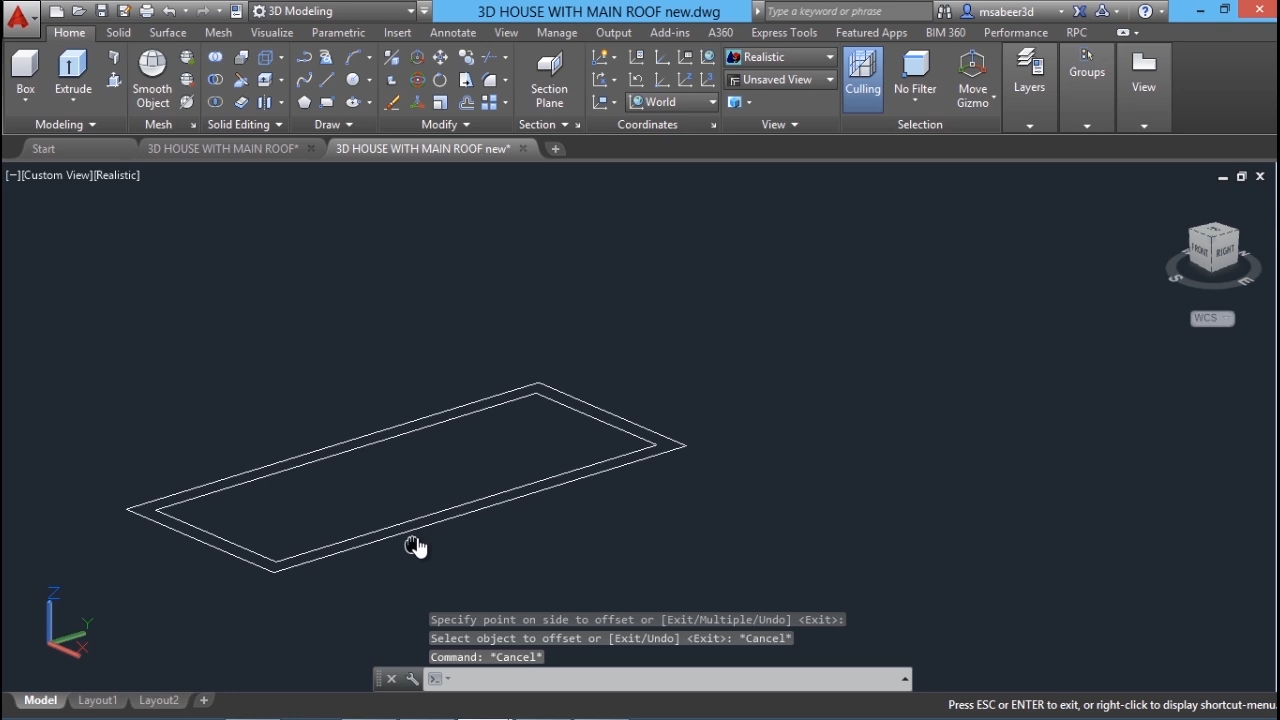 3D Modeling
3D HOUSE WITH MAIN ROOF new.dwg
Type a keyword or phrase
msabeer3d
Home Solid Surface Mesh Visualize Parametric Insert Annotate View Manage Output Add-ins A360 Express Tools Featured Apps BIM 360 Performance RPC
Realistic
Unsaved View
World
Box
Extrude
Smooth
Object
Section
Plane
Culling
No Filter
Move
Gizmo
Layers
Groups
View
Modeling
Mesh
Solid Editing
Draw
Modify
Section
Coordinates
View
Selection
Start
3D HOUSE WITH MAIN ROOF*
3D HOUSE WITH MAIN ROOF new*
[−][Custom View][Realistic]
FRONT
RIGHT
S
E
N
WCS
Z
Y
X
Specify point on side to offset or [Exit/Multiple/Undo] <Exit>:
Select object to offset or [Exit/Undo] <Exit>: *Cancel*
Command: *Cancel*
Model
Layout1
Layout2
Press ESC or ENTER to exit, or right-click to display shortcut-menu